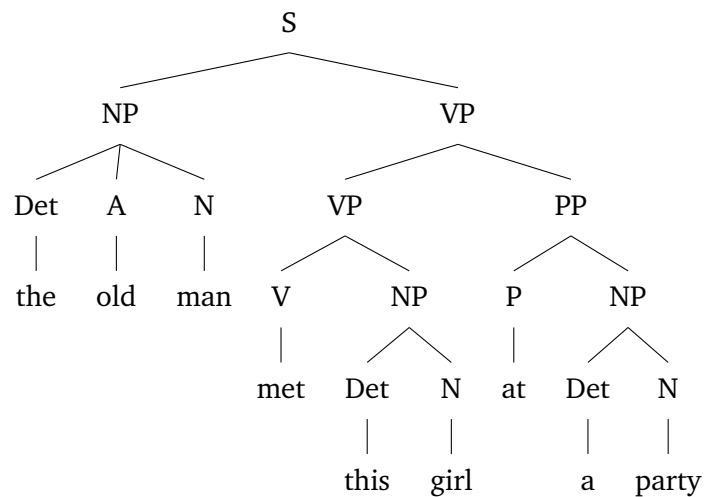 S
NP VP
Det A N VP PP
the old man V NP P NP
met Det N at Det N
this girl a party